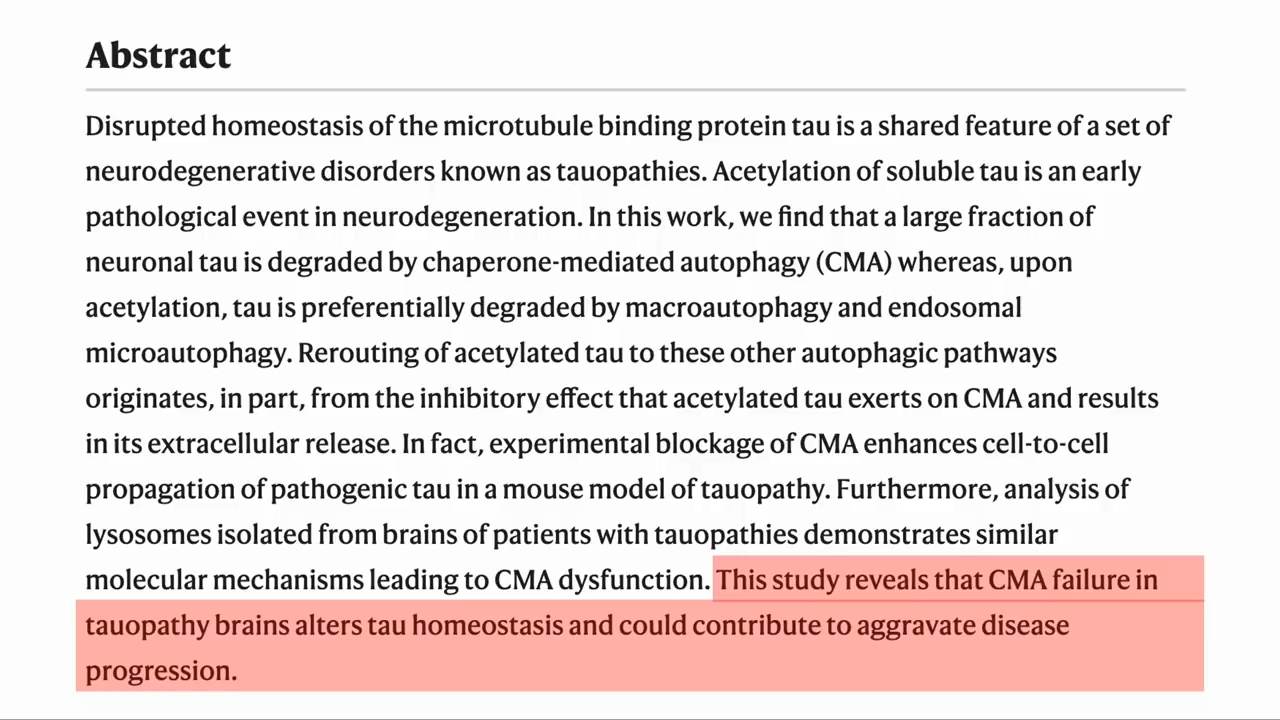 Abstract
Disrupted homeostasis of the microtubule binding protein tau is a shared feature of a set of
neurodegenerative disorders known as tauopathies. Acetylation of soluble tau is an early
pathological event in neurodegeneration. In this work, we find that a large fraction of
neuronal tau is degraded by chaperone-mediated autophagy (CMA) whereas, upon
acetylation, tau is preferentially degraded by macroautophagy and endosomal
microautophagy. Rerouting of acetylated tau to these other autophagic pathways
originates, in part, from the inhibitory effect that acetylated tau exerts on CMA and results
in its extracellular release. In fact, experimental blockage of CMA enhances cell-to-cell
propagation of pathogenic tau in a mouse model of tauopathy. Furthermore, analysis of
lysosomes isolated from brains of patients with tauopathies demonstrates similar
molecular mechanisms leading to CMA dysfunction. This study reveals that CMA failure in
tauopathy brains alters tau homeostasis and could contribute to aggravate disease
progression.